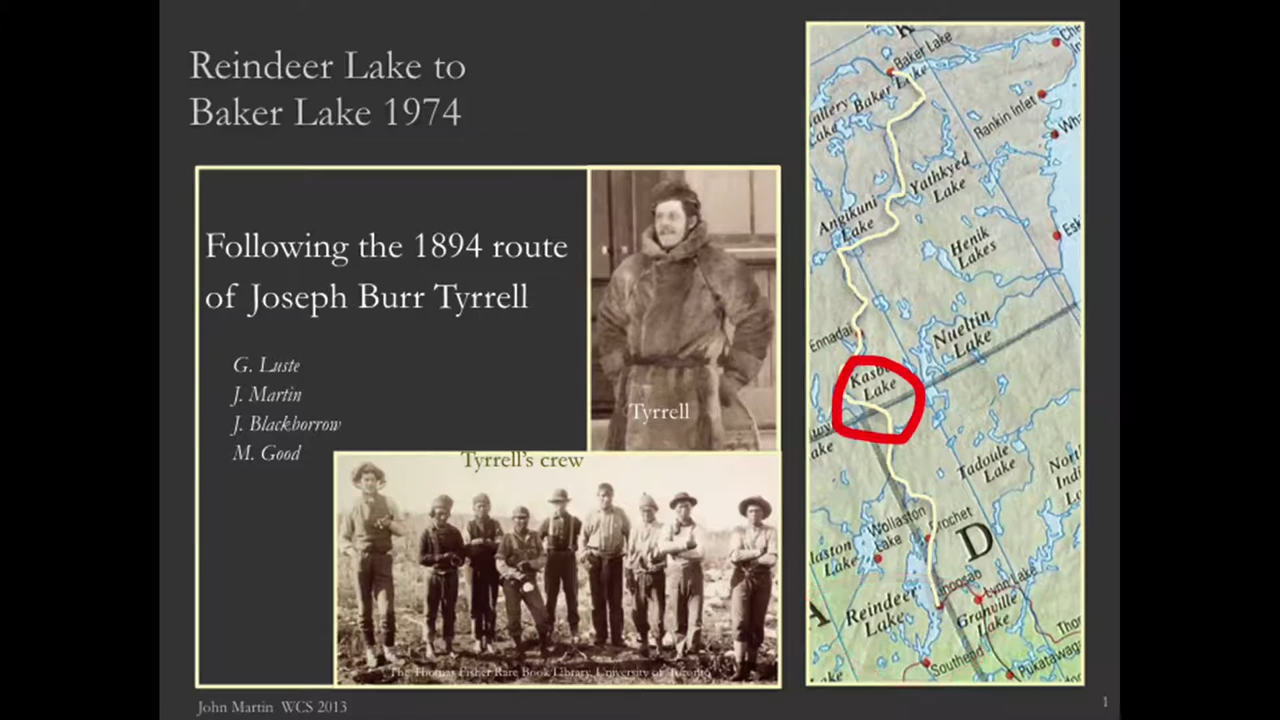 Reindeer Lake to
Baker Lake 1974
Following the 1894 route
of Joseph Burr Tyrrell
G. Luste
J. Martin
J. Blackborrow
M. Good
Tyrrell
Tyrrell's crew
The Thomas Fisher Rare Book Library, University of Toronto
John Martin WCS 2013
1
Baker Lake
Baker Lake
Lake
Rankin Inlet
Yathkyed
Lake
Angikuni
Lake
Henik
Lakes
Ennadai
Nueltin
Lake
Lake
Tadoule
Lake
Wollaston
Lake
Lake
D
Reindeer
Lake
Lynn Lake
Granville
Lake
Southend